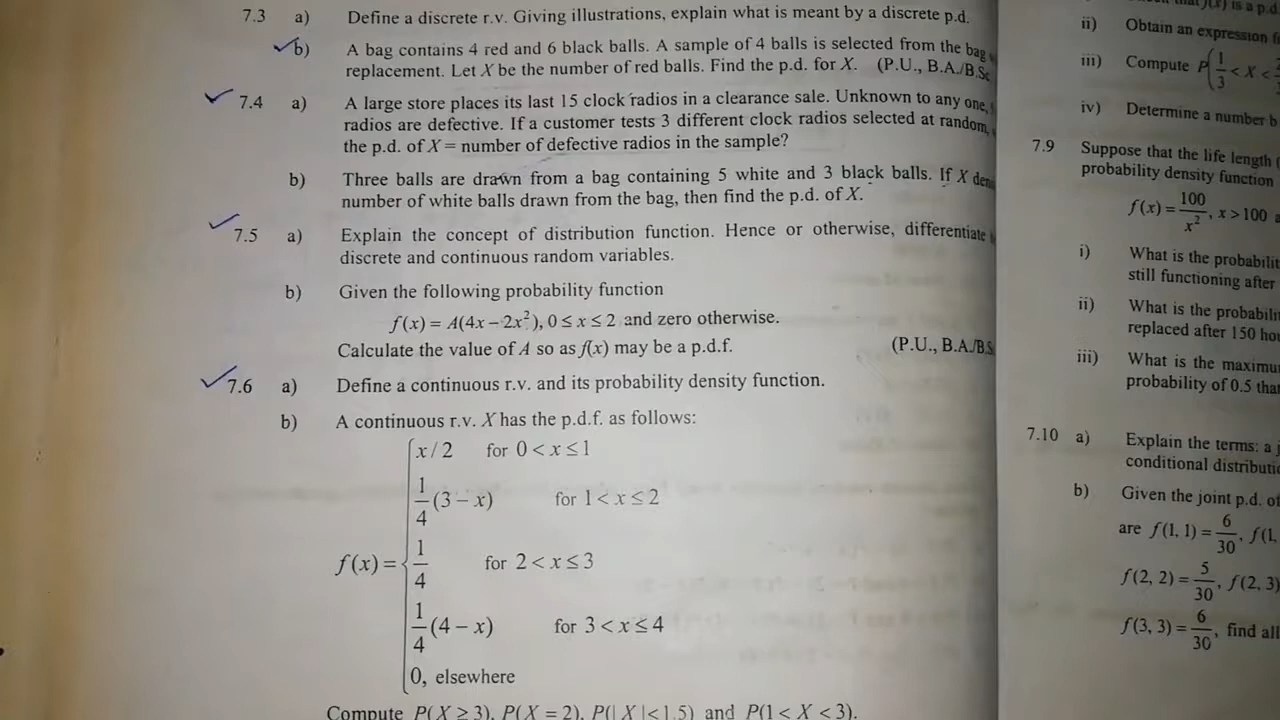 7.3 a) Define a discrete r.v. Giving illustrations, explain what is meant by a discrete p.d.
b) A bag contains 4 red and 6 black balls. A sample of 4 balls is selected from the bag
replacement. Let X be the number of red balls. Find the p.d. for X. (P.U., B.A./B.Sc
7.4 a) A large store places its last 15 clock radios in a clearance sale. Unknown to any one,
radios are defective. If a customer tests 3 different clock radios selected at random,
the p.d. of X = number of defective radios in the sample?
b) Three balls are drawn from a bag containing 5 white and 3 black balls. If X
number of white balls drawn from the bag, then find the p.d. of X.
7.5 a) Explain the concept of distribution function. Hence or otherwise, differentiate
discrete and continuous random variables.
b) Given the following probability function
f(x) = A(4x – 2x²), 0 ≤ x ≤ 2 and zero otherwise.
Calculate the value of A so as f(x) may be a p.d.f. (P.U., B.A./B.S
7.6 a) Define a continuous r.v. and its probability density function.
b) A continuous r.v. X has the p.d.f. as follows:
x/2 for 0 < x ≤ 1
1/4 (3 – x) for 1 < x ≤ 2
f(x) = 1/4 for 2 < x ≤ 3
1/4 (4 – x) for 3 < x ≤ 4
0, elsewhere
Compute P(X ≥ 3), P(X = 2), P(|X| < 1.5) and P(1 < X < 3).
is a p.d.
ii) Obtain an expression
iii) Compute P(1/3 < X <
iv) Determine a number b
7.9 Suppose that the life length
probability density function
f(x) = 100/x², x > 100
i) What is the
still functioning after
ii) What is the
replaced after 150
iii) What is the
probability of 0.5
7.10 a) Explain the terms: a
conditional
b) Given the joint p.d. of
are f(1, 1) = 6/30, f(1,
f(2, 2) = 5/30, f(2, 3)
f(3, 3) = 6/30, find all